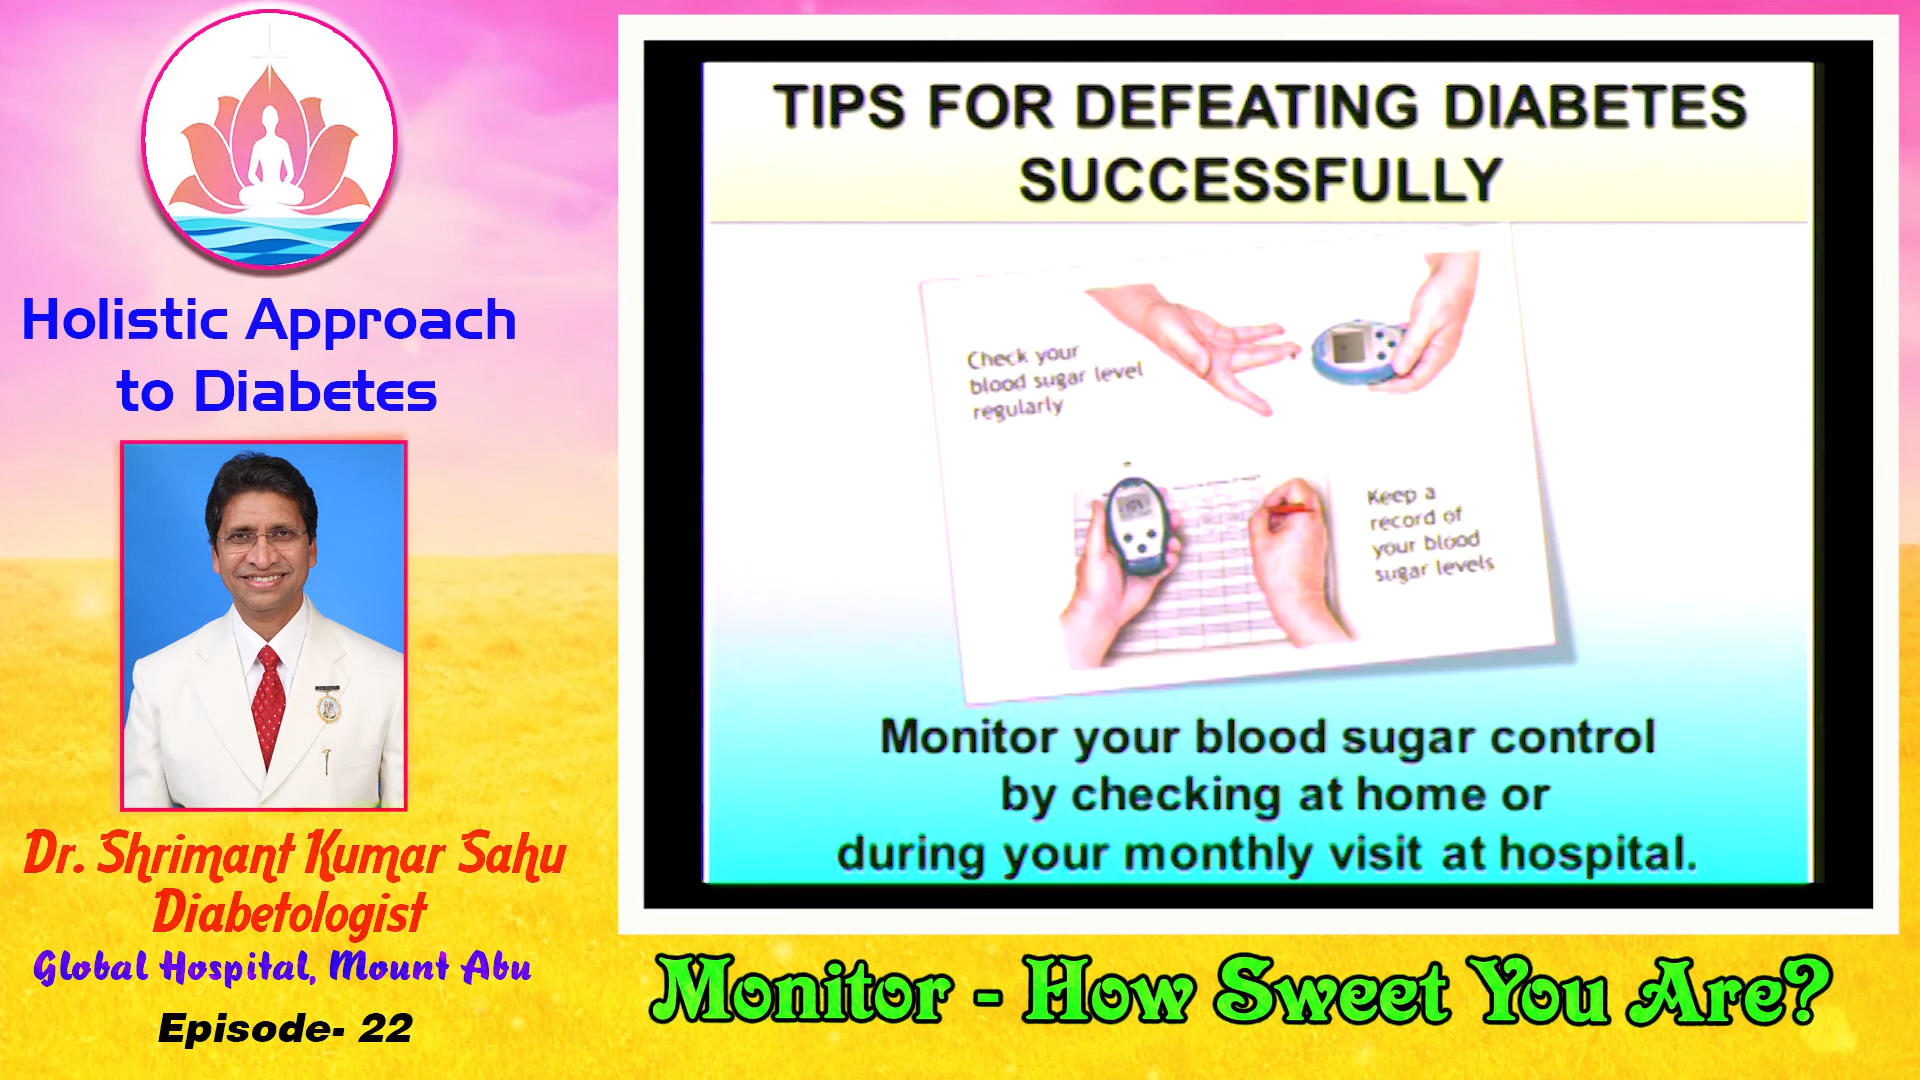 Holistic Approach
to Diabetes
Dr. Shrimant Kumar Sahu
Diabetologist
Global Hospital, Mount Abu
Episode- 22
TIPS FOR DEFEATING DIABETES
SUCCESSFULLY
Check your
blood sugar level
regularly
Keep a
record of
your blood
sugar levels
Monitor your blood sugar control
by checking at home or
during your monthly visit at hospital.
Monitor - How Sweet You Are?